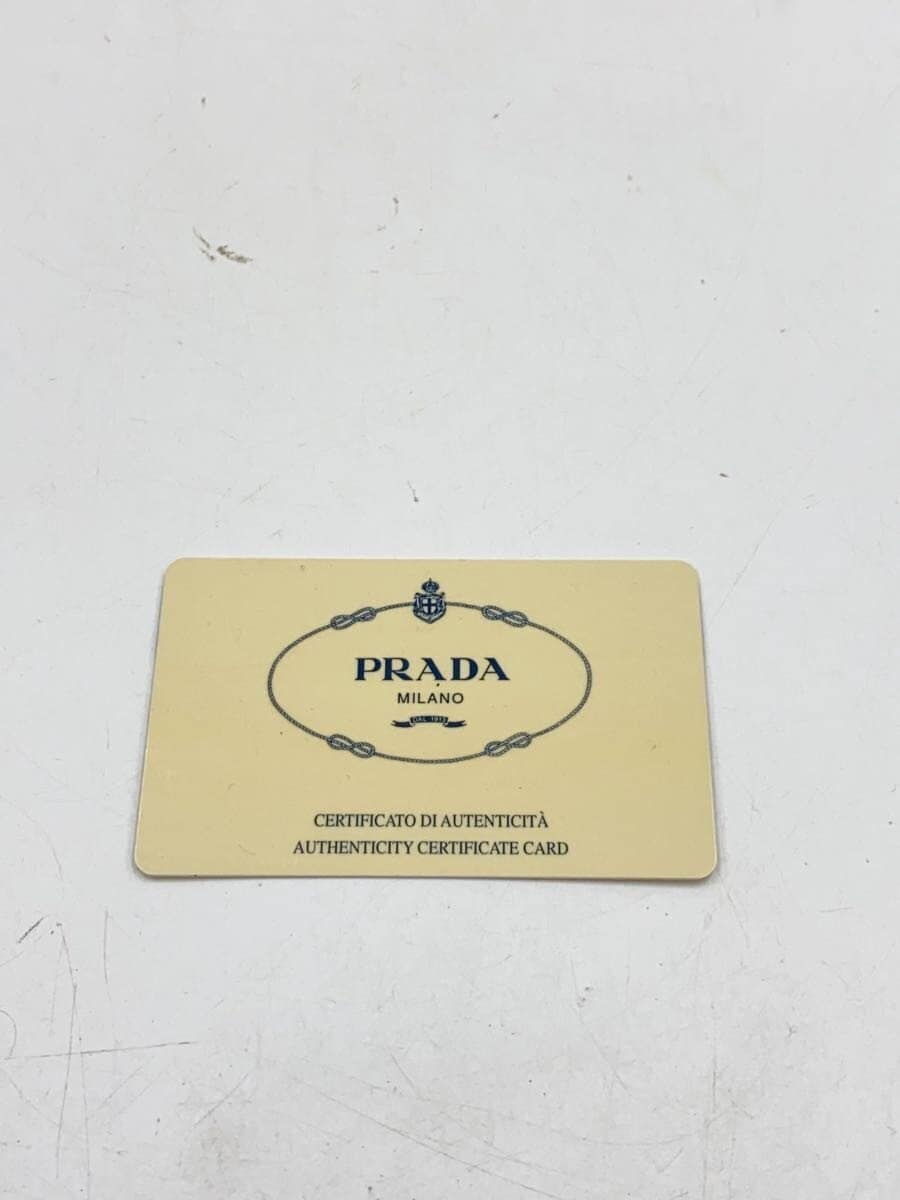 PRADA
MILANO
DAL 1913
CERTIFICATO DI AUTENTICITÀ
AUTHENTICITY CERTIFICATE CARD